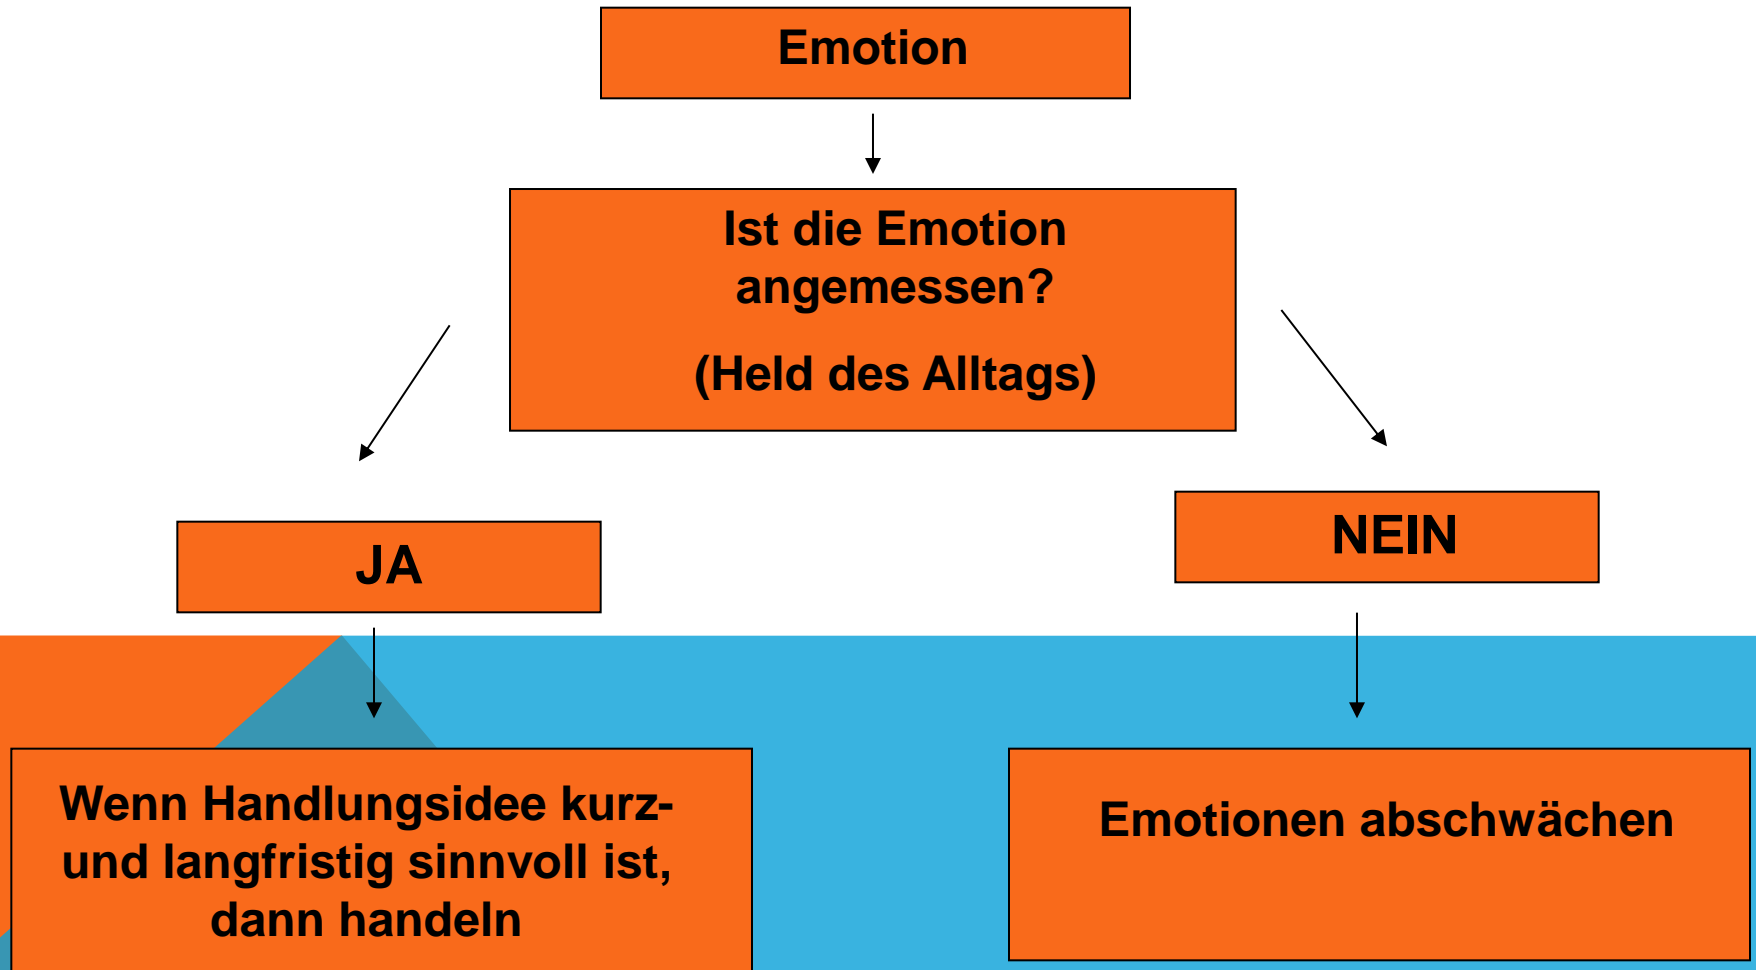 Emotion
Ist die Emotion
angemessen?
(Held des Alltags)
JA
NEIN
Wenn Handlungsidee kurz-
und langfristig sinnvoll ist,
dann handeln
Emotionen abschwächen